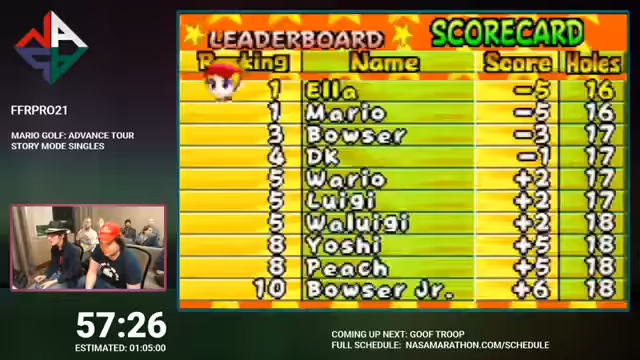 NASA
FFRPRO21
MARIO GOLF: ADVANCE TOUR
STORY MODE SINGLES
57:26
ESTIMATED: 01:05:00
LEADERBOARD SCORECARD
Ranking Name Score Holes
1 Ella -5 16
1 Mario -5 16
3 Bowser -3 17
4 DK -1 17
5 Wario +2 17
5 Luigi +2 17
5 Waluigi +2 18
8 Yoshi +5 18
8 Peach +5 18
10 Bowser Jr. +6 18
COMING UP NEXT: GOOF TROOP
FULL SCHEDULE: NASAMARATHON.COM/SCHEDULE